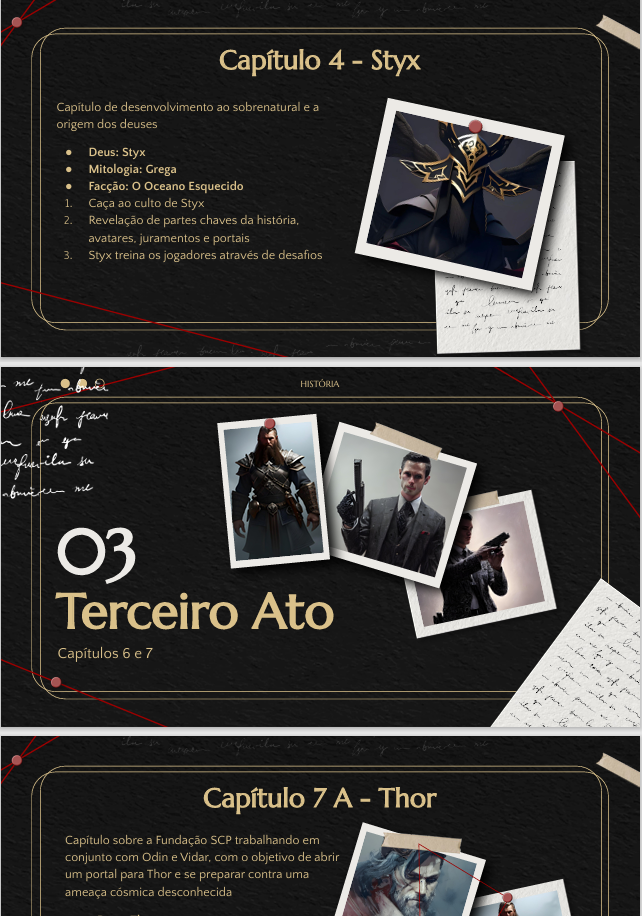 Capítulo 4 - Styx
Capítulo de desenvolvimento ao sobrenatural e a
origem dos deuses
● Deus: Styx
● Mitologia: Grega
● Facção: O Oceano Esquecido
1. Caça ao culto de Styx
2. Revelação de partes chaves da história,
avatares, juramentos e portais
3. Styx treina os jogadores através de desafios
HISTÓRIA
03
Terceiro Ato
Capítulos 6 e 7
Capítulo 7 A - Thor
Capítulo sobre a Fundação SCP trabalhando em
conjunto com Odin e Vidar, com o objetivo de abrir
um portal para Thor e se preparar contra uma
ameaça cósmica desconhecida